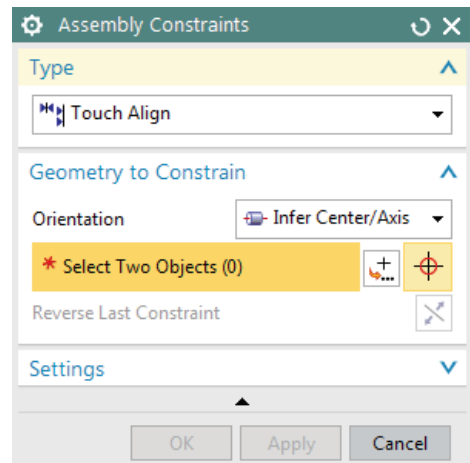 Assembly Constraints
Type
Touch Align
Geometry to Constrain
Orientation Infer Center/Axis
* Select Two Objects (0)
Reverse Last Constraint
Settings
OK Apply Cancel